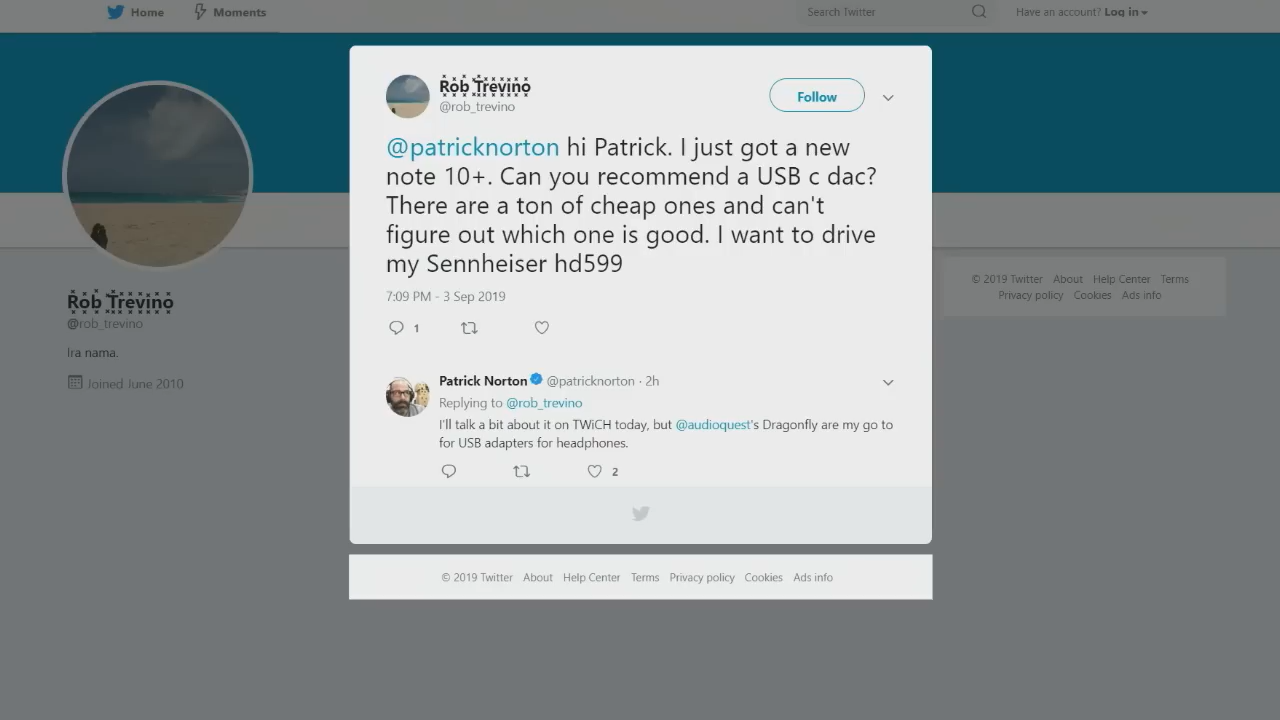 Home Moments Search Twitter Have an account? Log in
Rob Trevino
@rob_trevino
Follow
@patricknorton hi Patrick. I just got a new
note 10+. Can you recommend a USB c dac?
There are a ton of cheap ones and can't
figure out which one is good. I want to drive
my Sennheiser hd599
7:09 PM - 3 Sep 2019
1
Patrick Norton @patricknorton · 2h
Replying to @rob_trevino
I'll talk a bit about it on TWiCH today, but @audioquest's Dragonfly are my go to
for USB adapters for headphones.
2
© 2019 Twitter About Help Center Terms Privacy policy Cookies Ads info
Rob Trevino
@rob_trevino
Ira nama.
Joined June 2010
© 2019 Twitter About Help Center Terms
Privacy policy Cookies Ads info